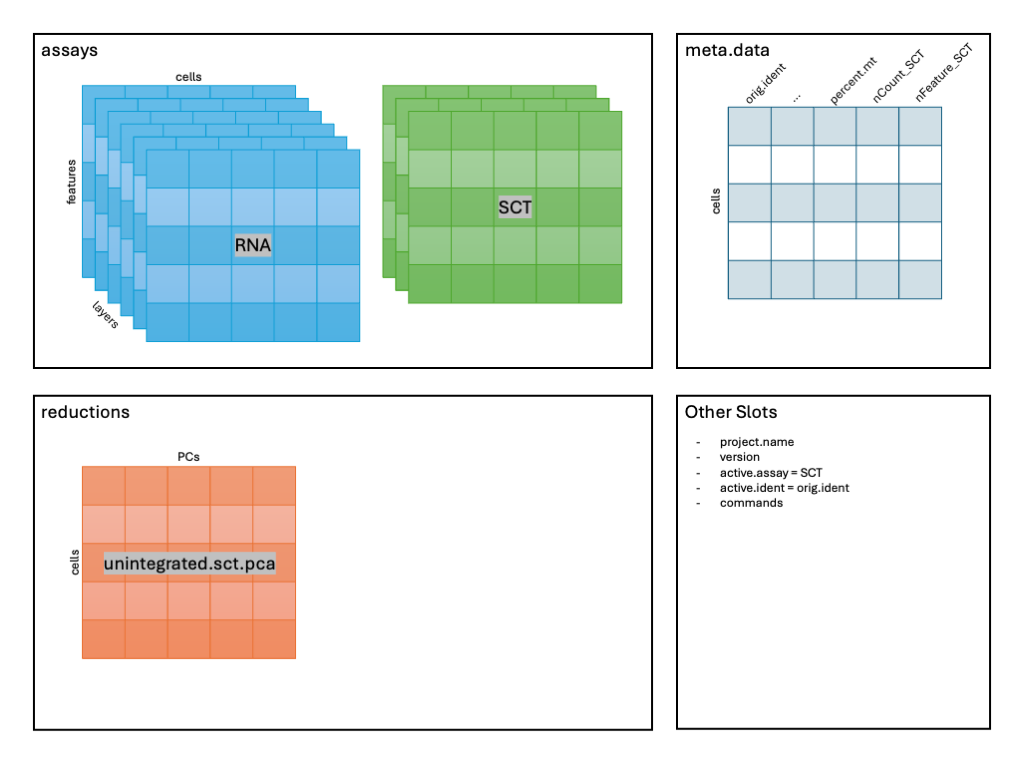 assays
cells
features
layers
RNA
SCT
meta.data
orig.ident
...
percent.mt
nCount_SCT
nFeature_SCT
cells
reductions
PCs
cells
unintegrated.sct.pca
Other Slots
- project.name
- version
- active.assay = SCT
- active.ident = orig.ident
- commands